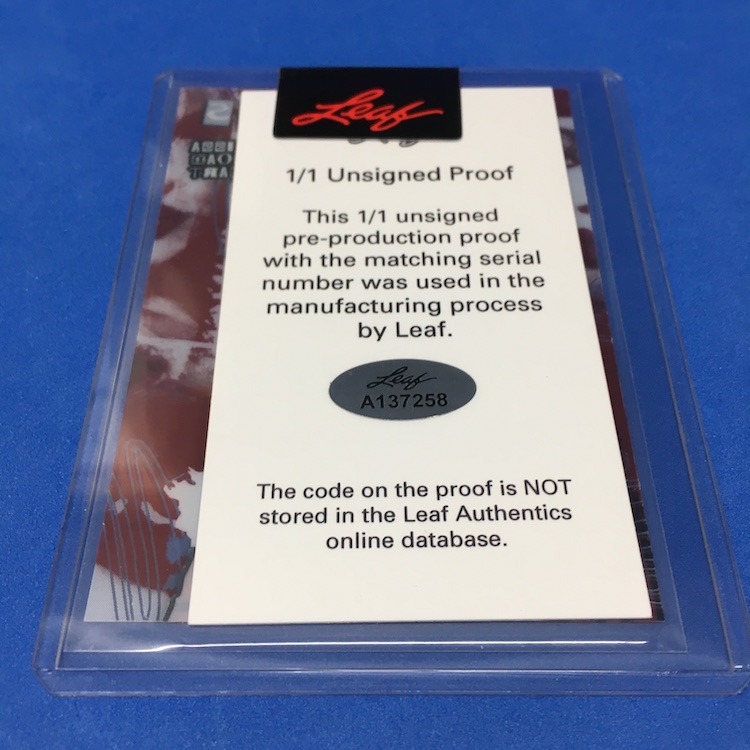 Leaf
1/1 Unsigned Proof
This 1/1 unsigned
pre-production proof
with the matching serial
number was used in the
manufacturing process
by Leaf.
Leaf
A137258
The code on the proof is NOT
stored in the Leaf Authentics
online database.